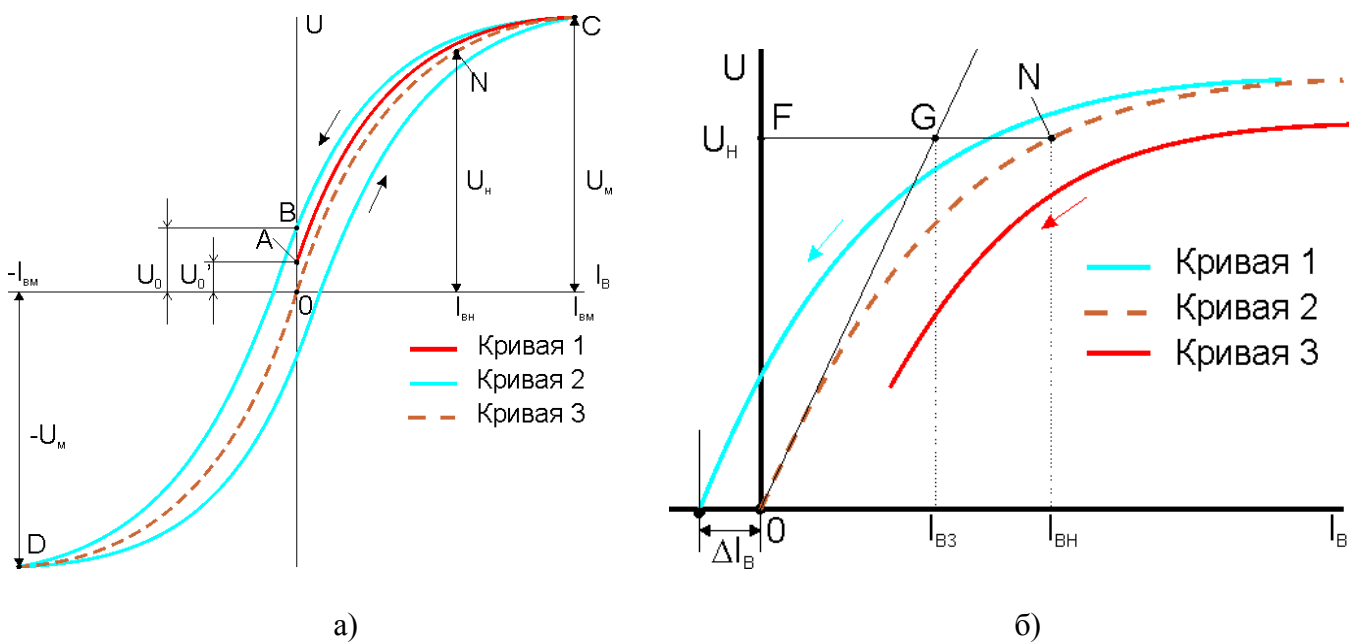 U
C
N
B
A
U₀
U₀'
-Iвм
0
Iв
Iвн
Iвм
Uн
Uм
-Uм
D
Кривая 1
Кривая 2
Кривая 3
а)
U
F
G
N
Uн
0
ΔIв
Iв3
Iвн
Iв
Кривая 1
Кривая 2
Кривая 3
б)